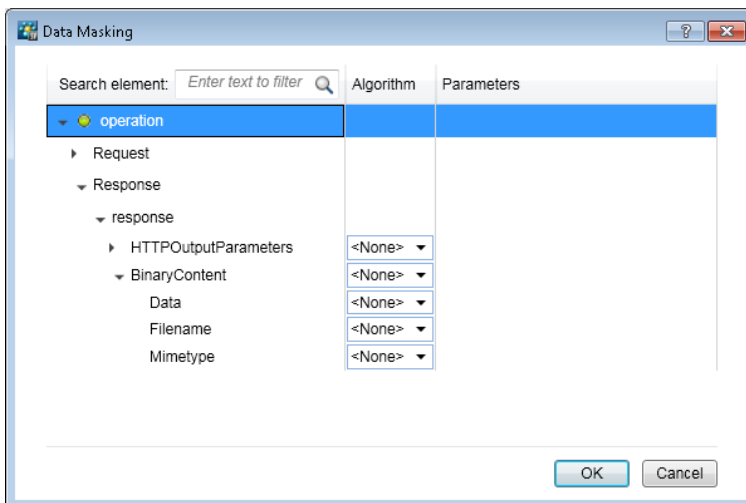 Data Masking
Search element: Enter text to filter Algorithm Parameters
operation
Request
Response
response
HTTPOutputParameters <None>
BinaryContent <None>
Data <None>
Filename <None>
Mimetype <None>
OK Cancel